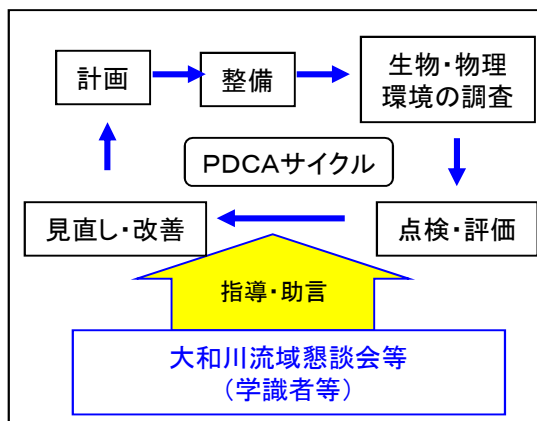 計画
整備
生物・物理
環境の調査
PDCAサイクル
見直し・改善
点検・評価
指導・助言
大和川流域懇談会等
（学識者等）